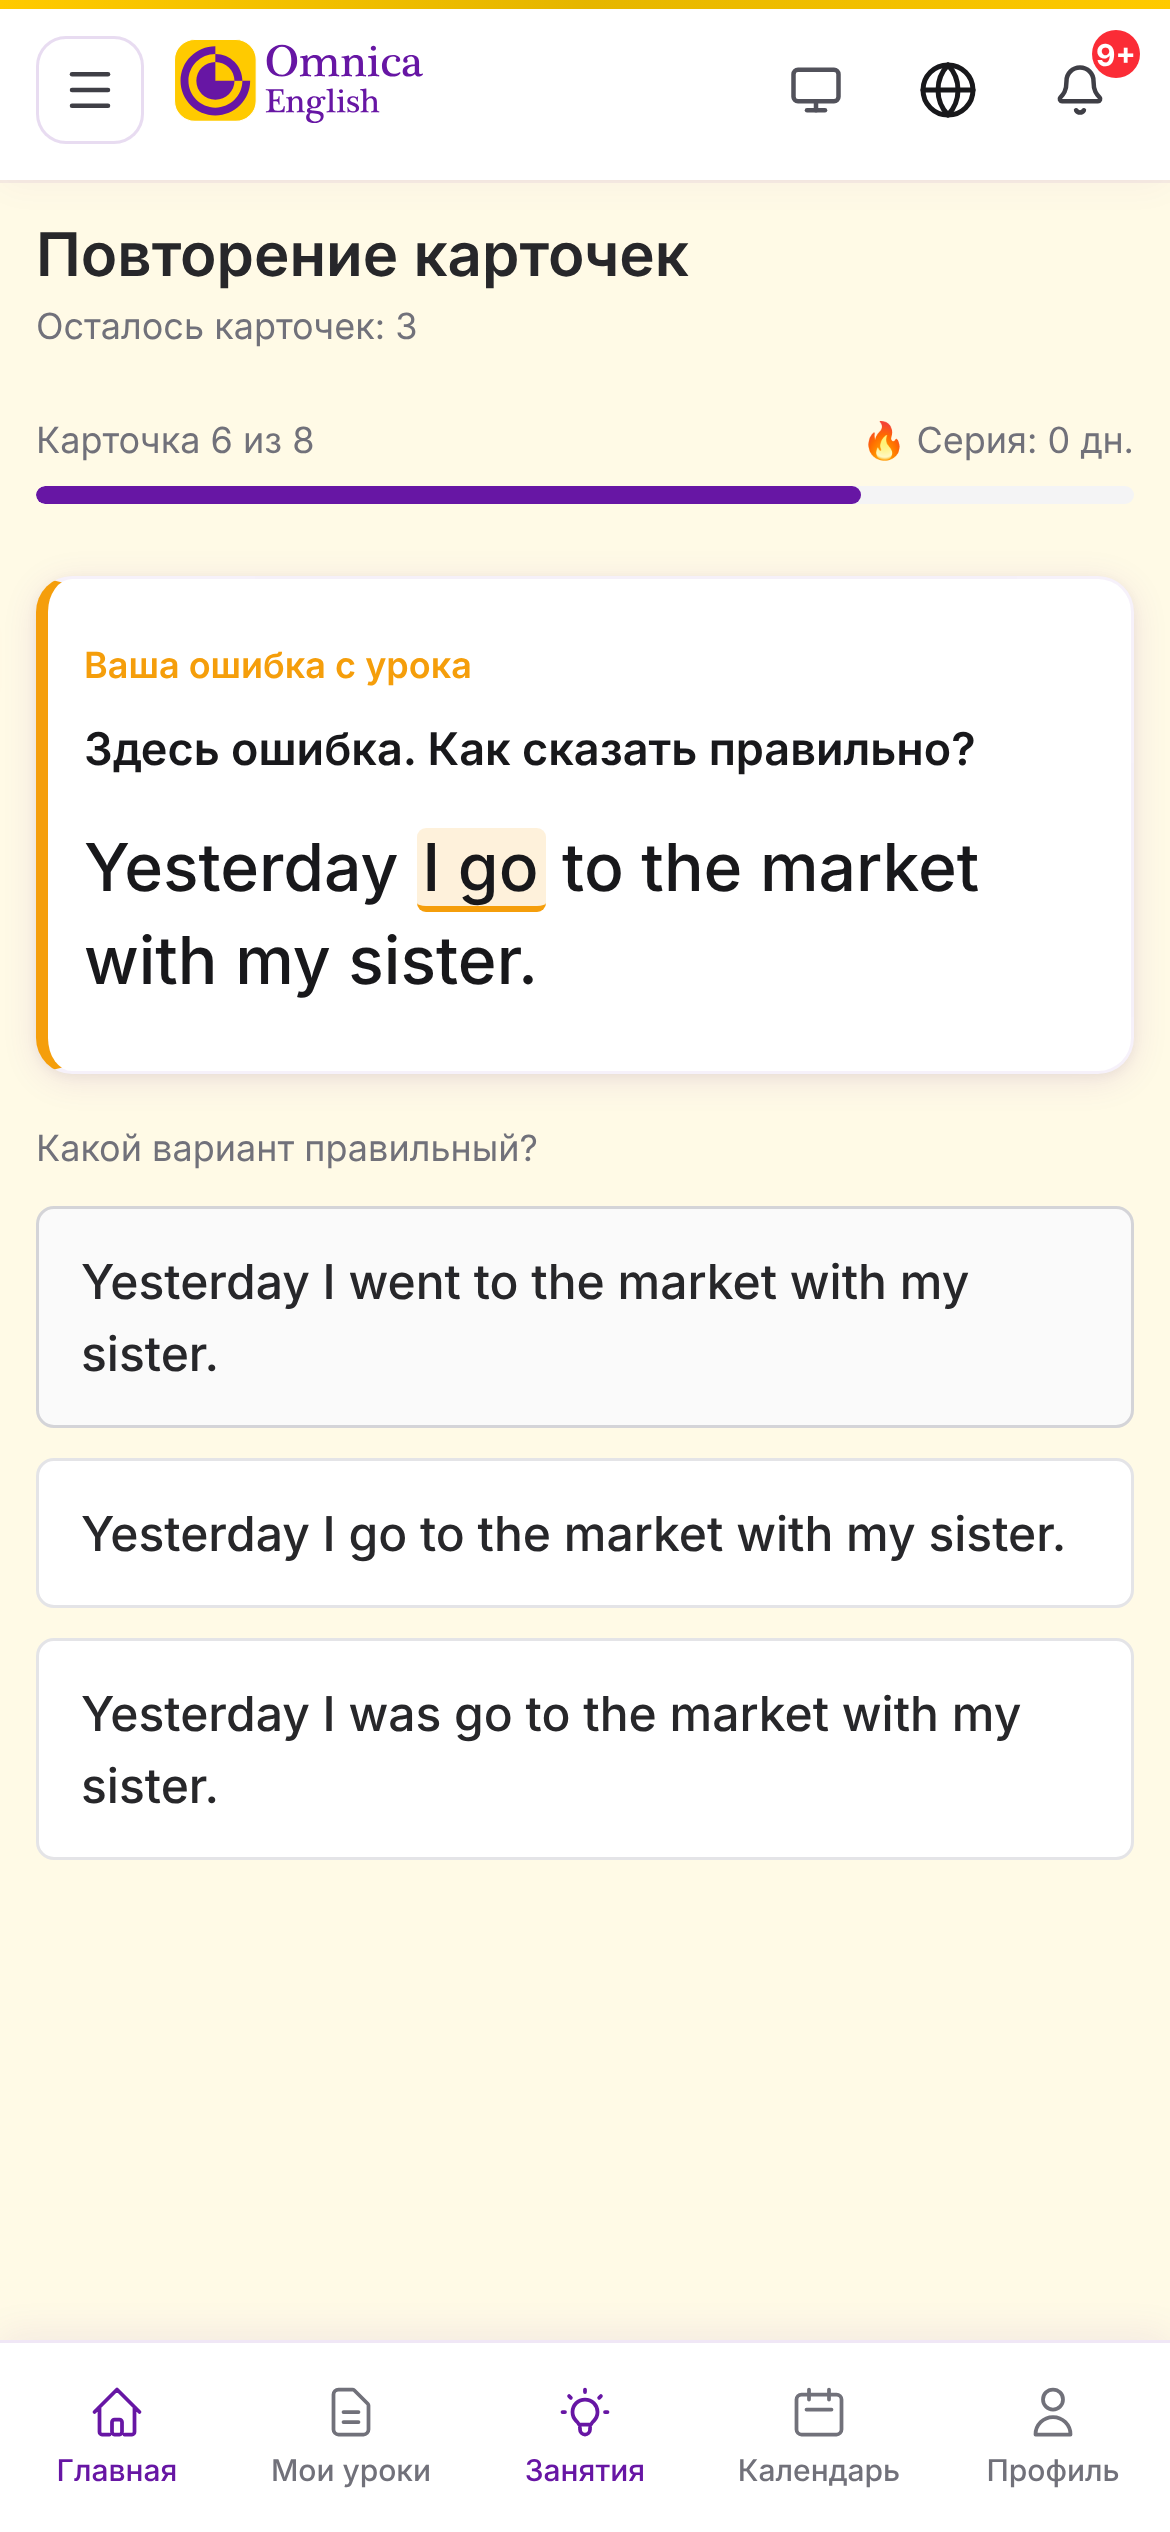 Omnica
English
9+
Повторение карточек
Осталось карточек: 3
Карточка 6 из 8
🔥 Серия: 0 дн.
Ваша ошибка с урока
Здесь ошибка. Как сказать правильно?
Yesterday I go to the market
with my sister.
Какой вариант правильный?
Yesterday I went to the market with my
sister.
Yesterday I go to the market with my sister.
Yesterday I was go to the market with my
sister.
Главная
Мои уроки
Занятия
Календарь
Профиль